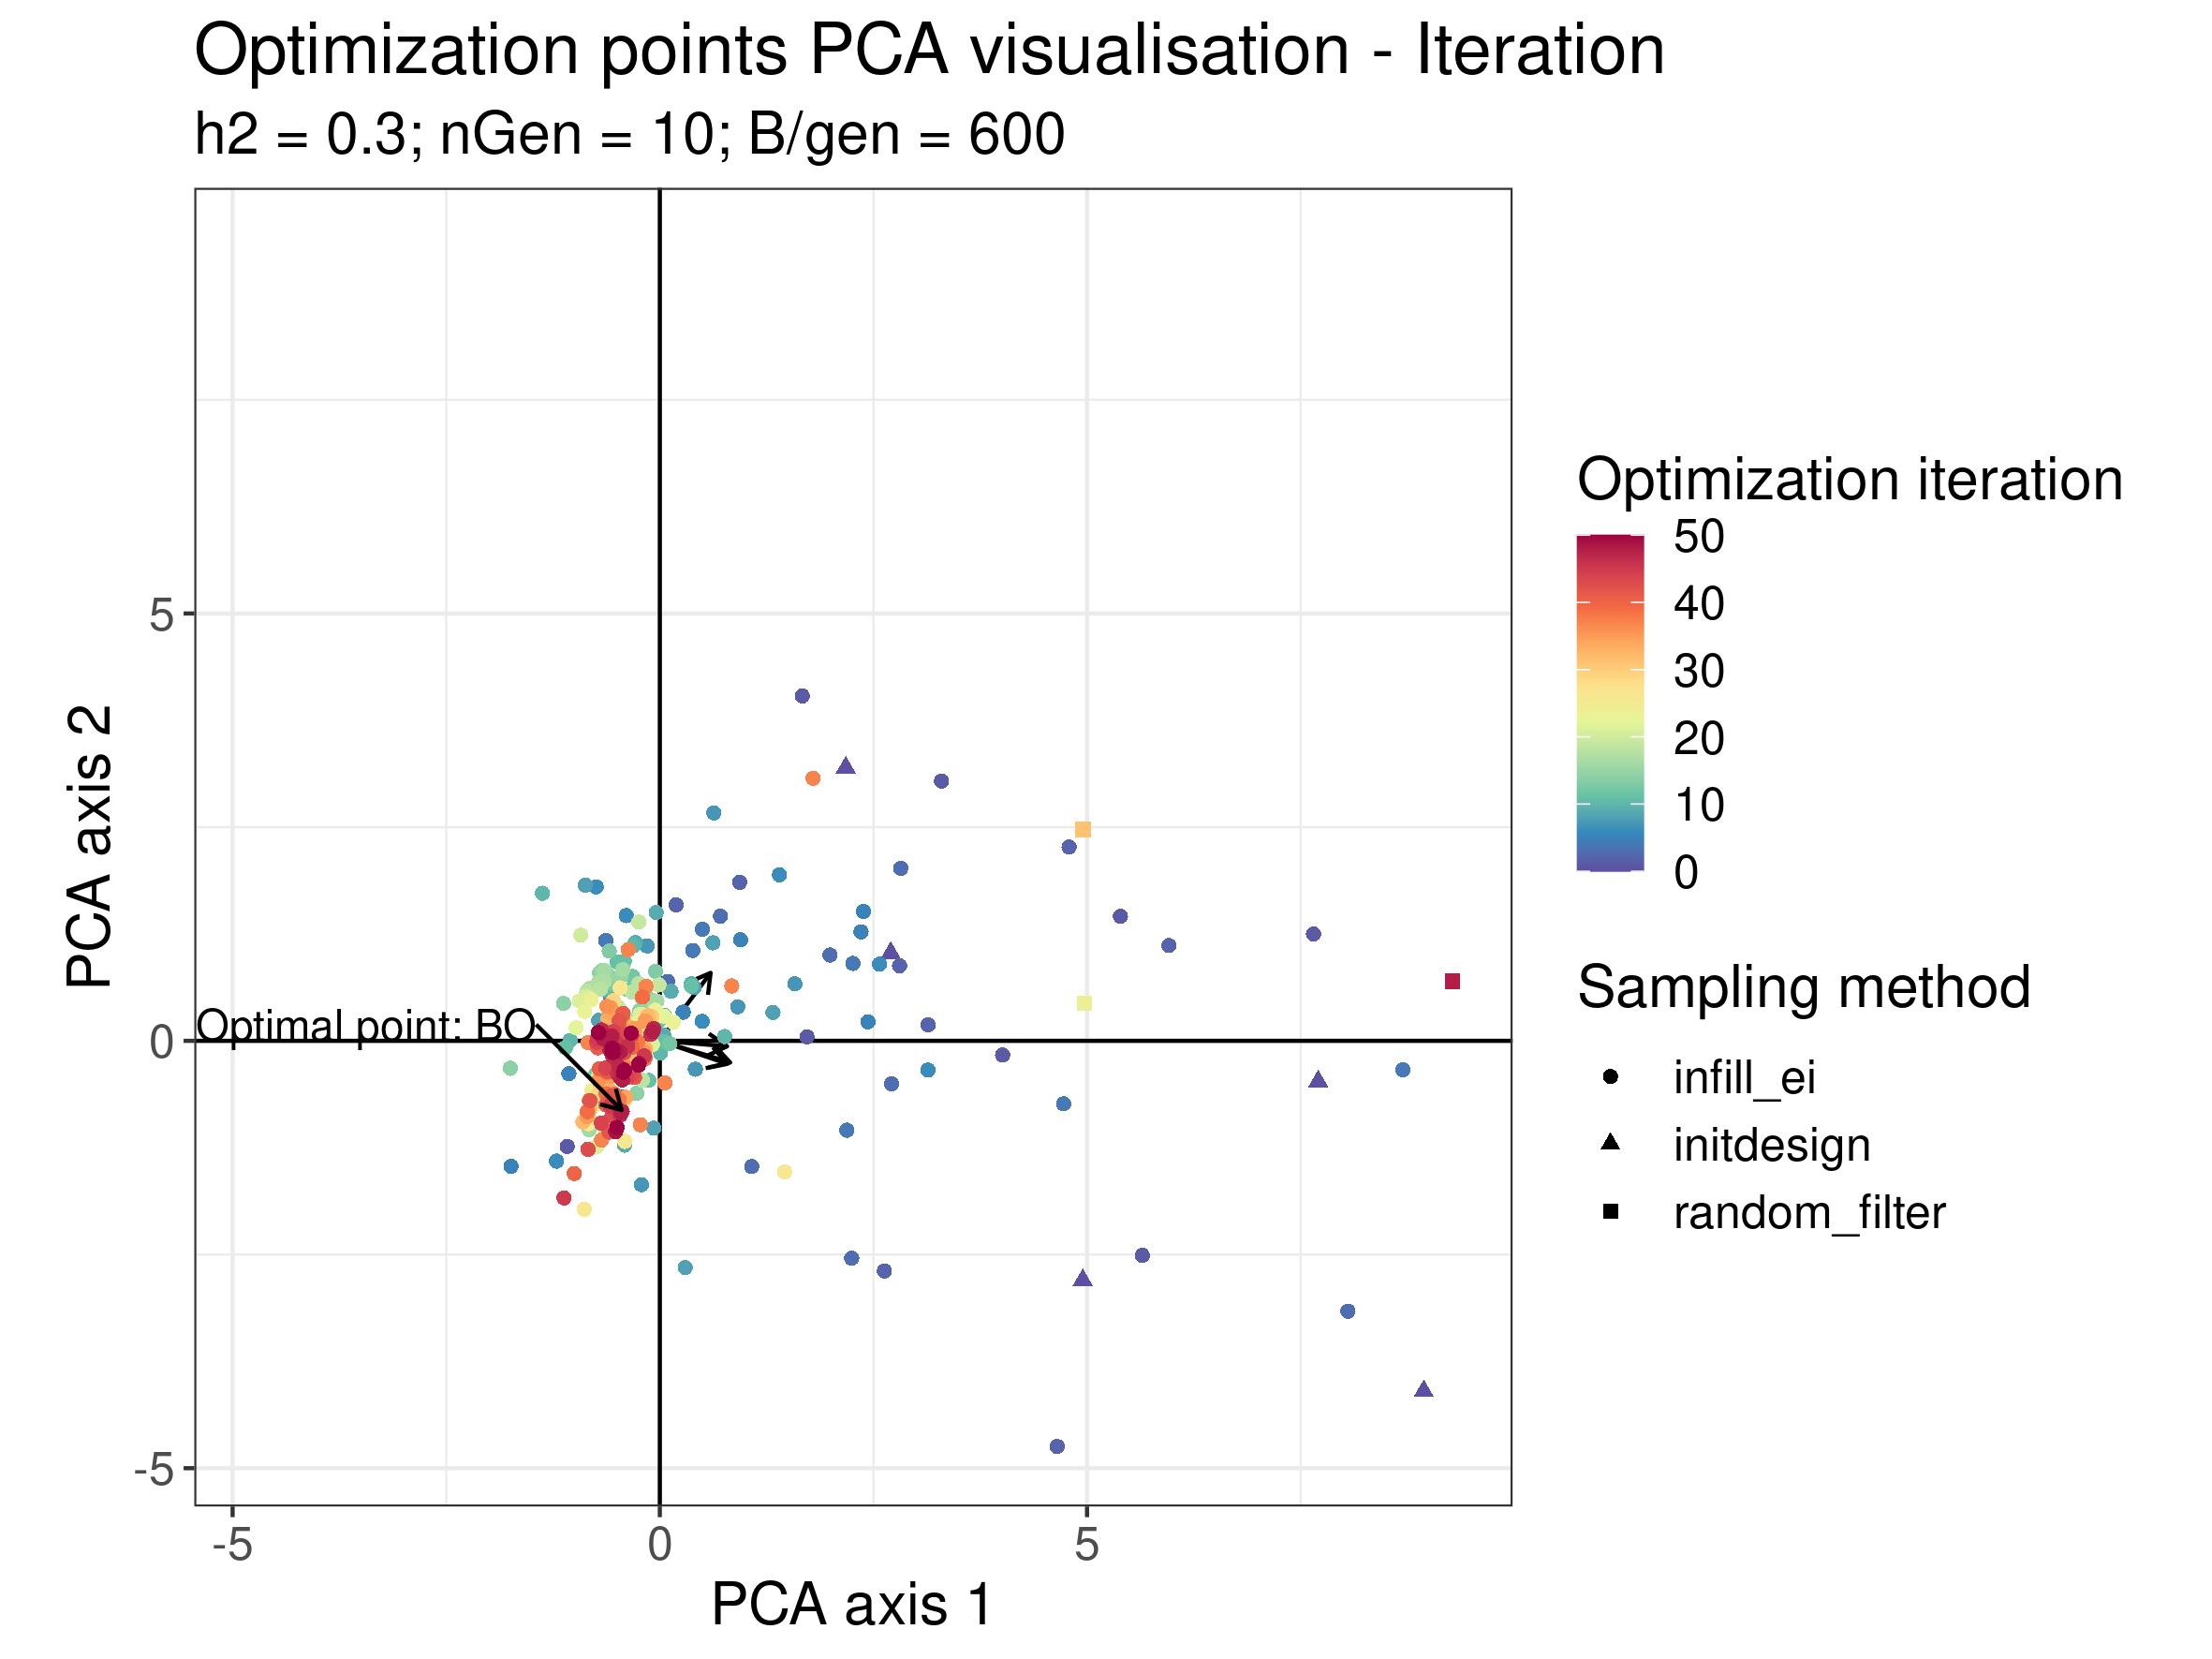 Optimization points PCA visualisation - Iteration
h2 = 0.3; nGen = 10; B/gen = 600
PCA axis 2
5
0
-5
Optimal point: BO
-5
0
5
PCA axis 1
Optimization iteration
50
40
30
20
10
0
Sampling method
infill_ei
initdesign
random_filter